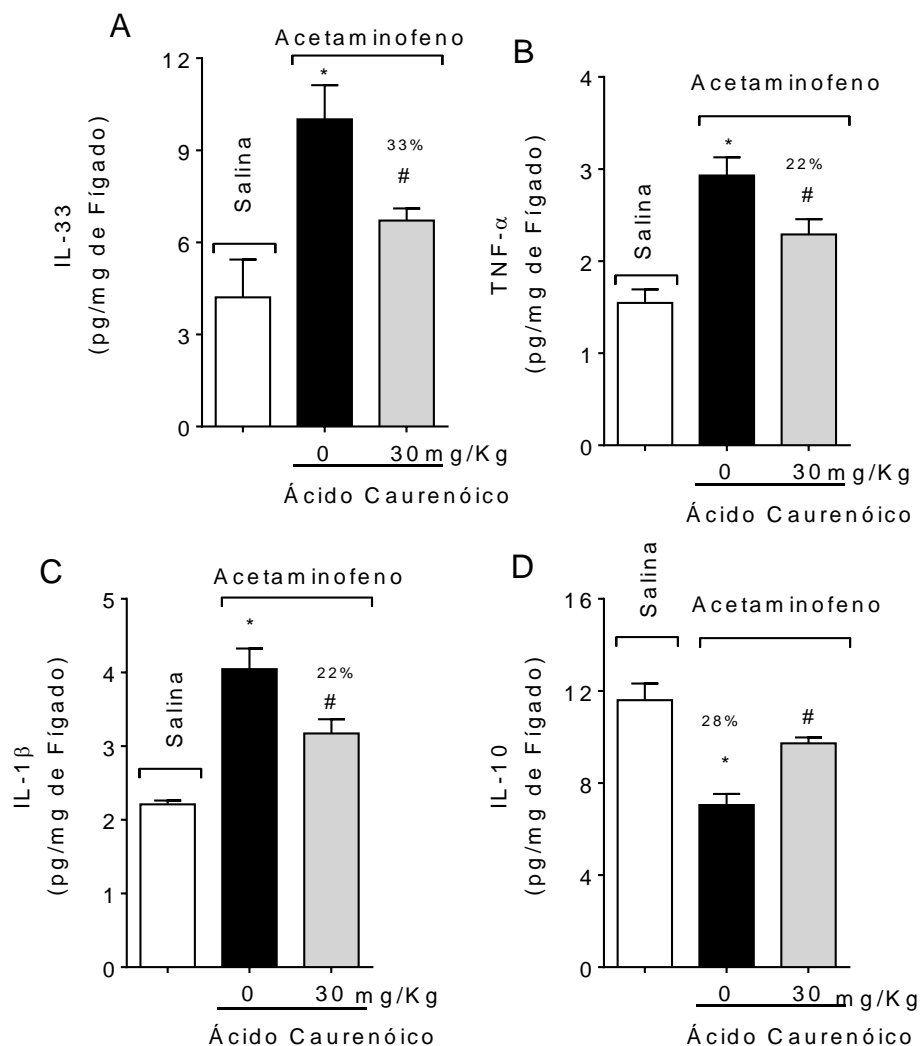 A
Acetaminofeno
IL-33
(pg/mg de Fígado)
12
9
6
3
0
Salina
*
33%
#
0
30 mg/Kg
Ácido Caurenóico
B
Acetaminofeno
TNF-α
(pg/mg de Fígado)
4
3
2
1
0
Salina
*
22%
#
0
30 mg/Kg
Ácido Caurenóico
C
Acetaminofeno
IL-1β
(pg/mg de Fígado)
5
4
3
2
1
0
Salina
*
22%
#
0
30 mg/Kg
Ácido Caurenóico
D
Acetaminofeno
IL-10
(pg/mg de Fígado)
16
12
8
4
0
Salina
28%
*
#
0
30 mg/Kg
Ácido Caurenóico